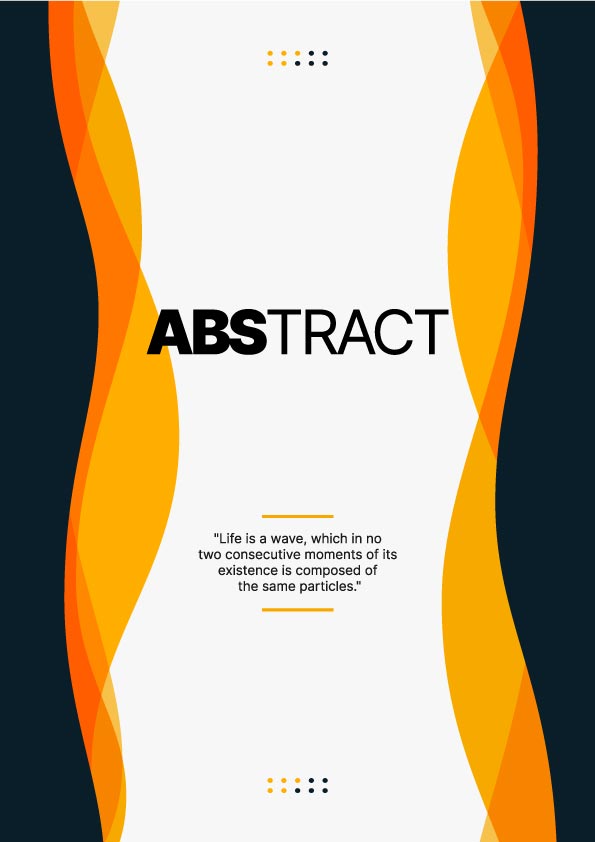 ABSTRACT
"Life is a wave, which in no
two consecutive moments of its
existence is composed of
the same particles."